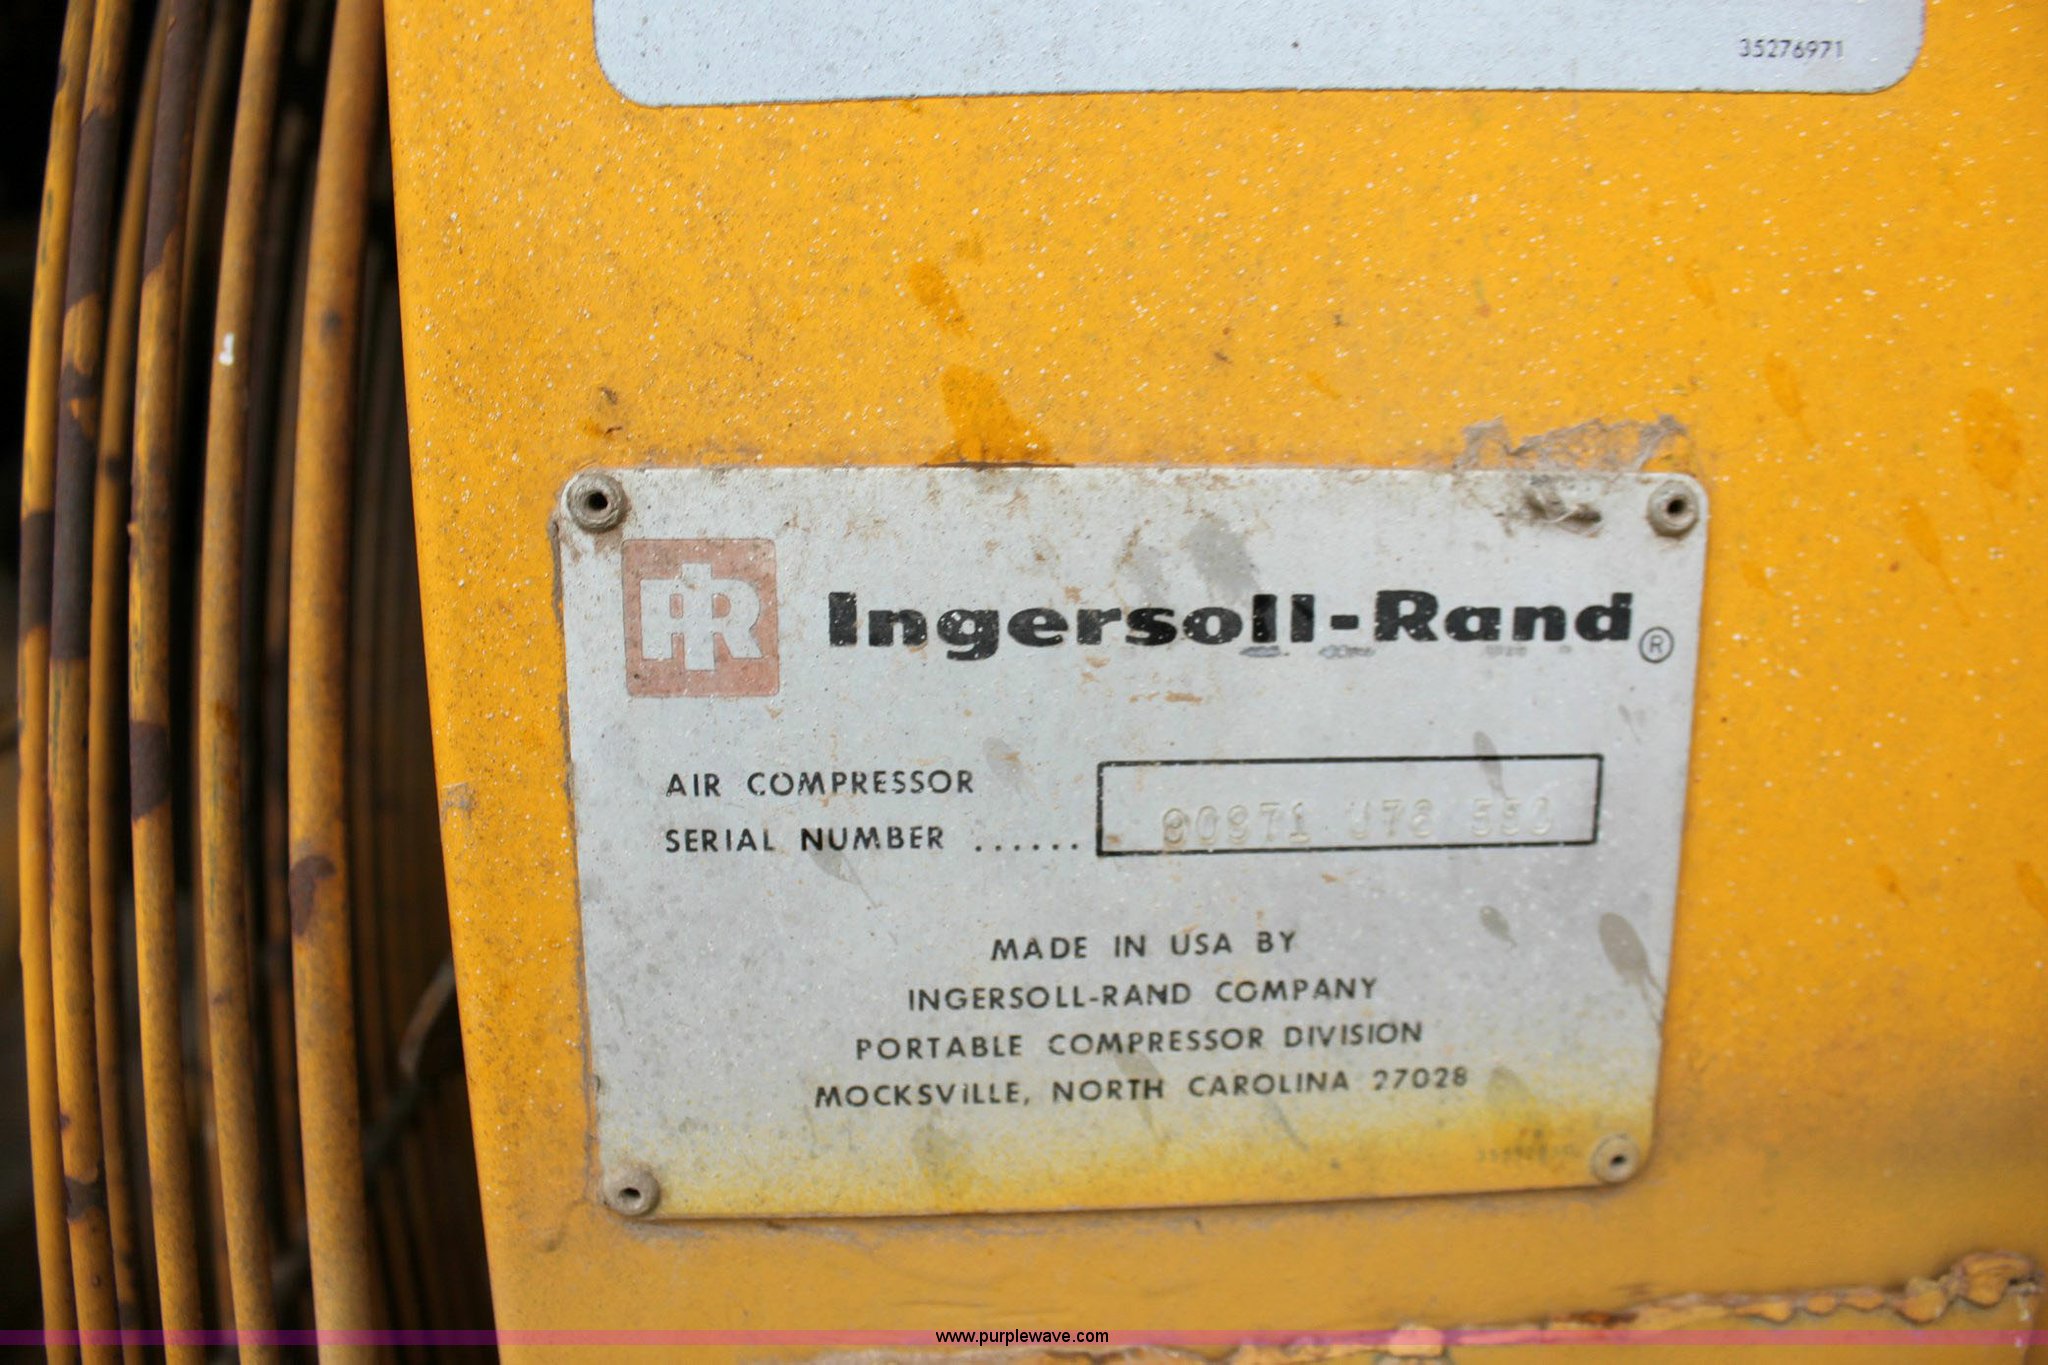 35276971
IR
Ingersoll-Rand®
AIR COMPRESSOR
SERIAL NUMBER ......
MADE IN USA BY
INGERSOLL-RAND COMPANY
PORTABLE COMPRESSOR DIVISION
MOCKSVILLE, NORTH CAROLINA 27028
www.purplewave.com